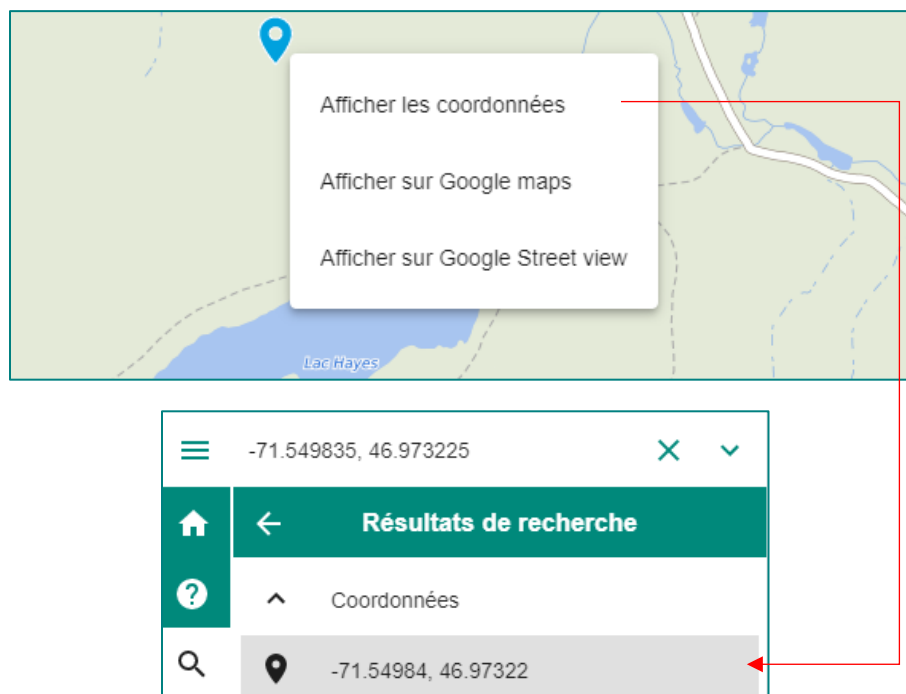 Afficher les coordonnées
Afficher sur Google maps
Afficher sur Google Street view
Lac Hayes
-71.549835, 46.973225
Résultats de recherche
?
Coordonnées
-71.54984, 46.97322